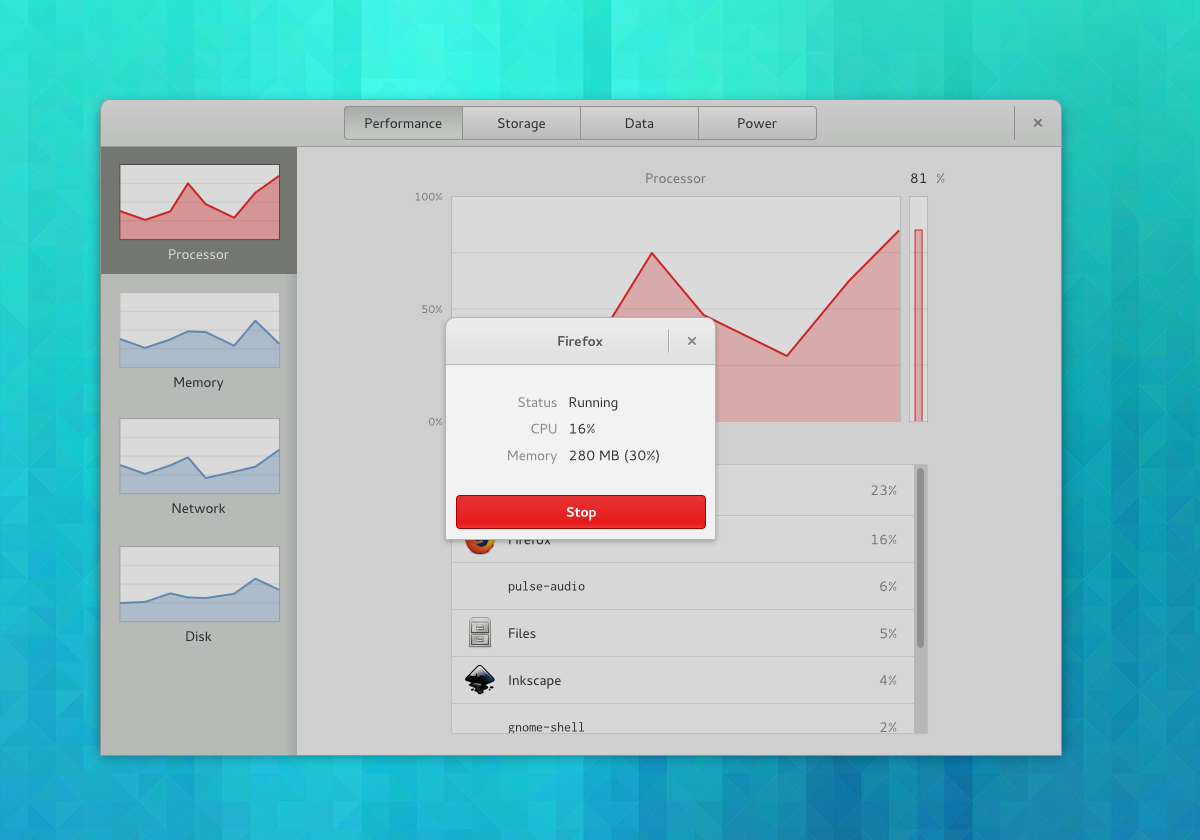 Performance Storage Data Power ×
Processor
Memory
Network
Disk
Processor 81 %
100%
50%
0%
Firefox ×
Status Running
CPU 16%
Memory 280 MB (30%)
Stop
23%
Firefox 16%
pulse-audio 6%
Files 5%
Inkscape 4%
gnome-shell 2%